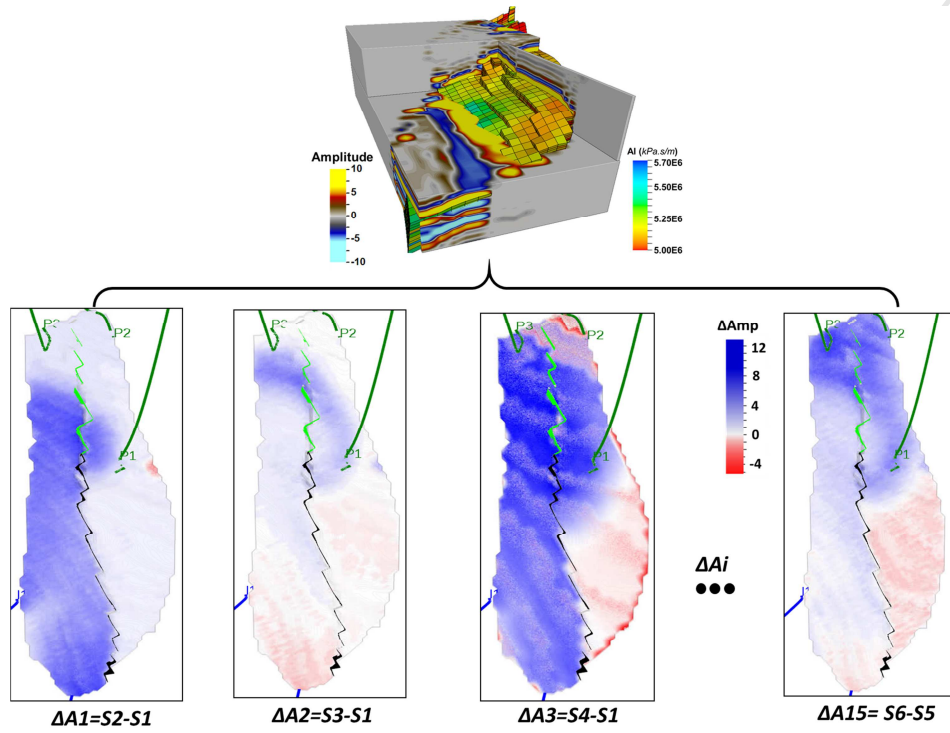 Amplitude
10
5
0
-5
-10
AI (kPa.s/m)
5.70E6
5.50E6
5.25E6
5.00E6
P2
P1
P2
P1
P3
P2
P1
P2
P1
ΔAmp
12
8
4
0
-4
ΔAi
●●●
ΔA1=S2-S1
ΔA2=S3-S1
ΔA3=S4-S1
ΔA15= S6-S5